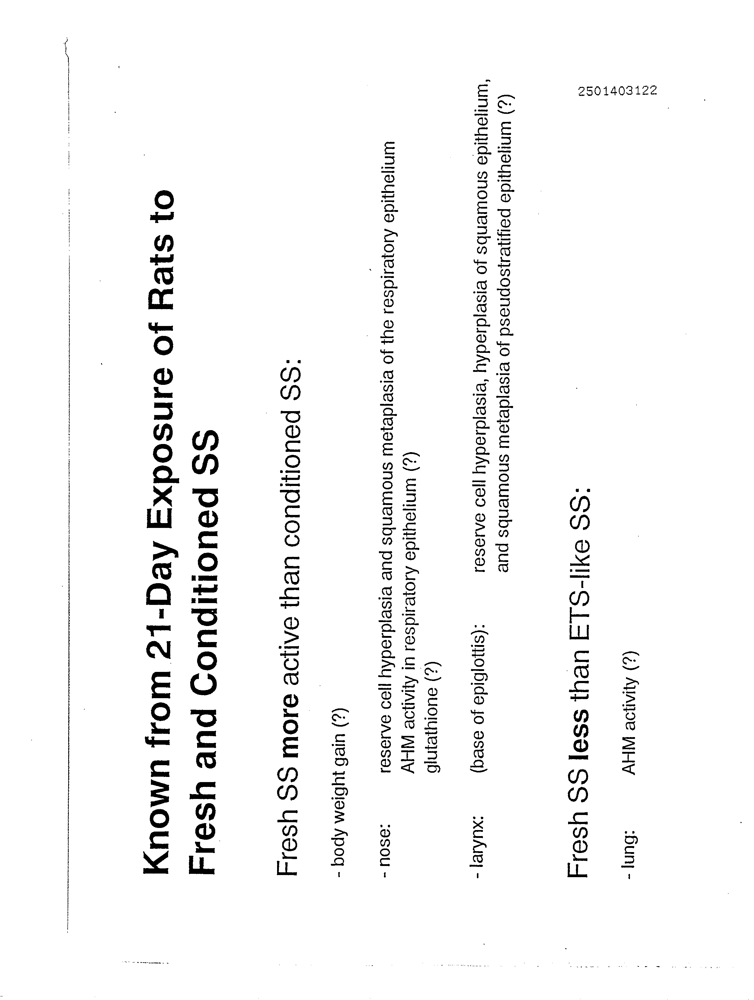 2501403122
Known from 21-Day Exposure of Rats to
Fresh and Conditioned SS
Fresh SS more active than conditioned SS:
- body weight gain (?)
- nose: reserve cell hyperplasia and squamous metaplasia of the respiratory epithelium
AHM activity in respiratory epithelium (?)
glutathione (?)
- larynx: (base of epiglottis): reserve cell hyperplasia, hyperplasia of squamous epithelium,
and squamous metaplasia of pseudostratified epithelium (?)
Fresh SS less than ETS-like SS:
- lung: AHM activity (?)